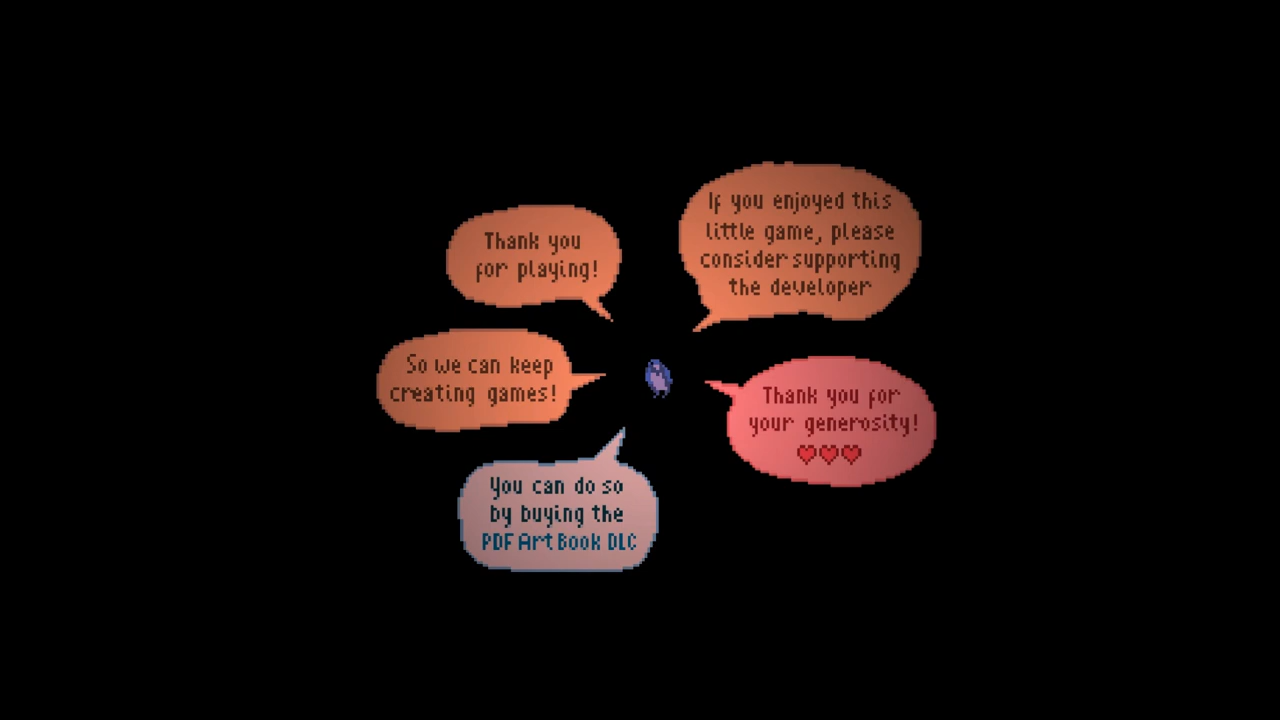 Thank you
for playing!
If you enjoyed this
little game, please
consider supporting
the developer
So we can keep
creating games!
Thank you for
your generosity!
You can do so
by buying the
PDF Art Book DLC